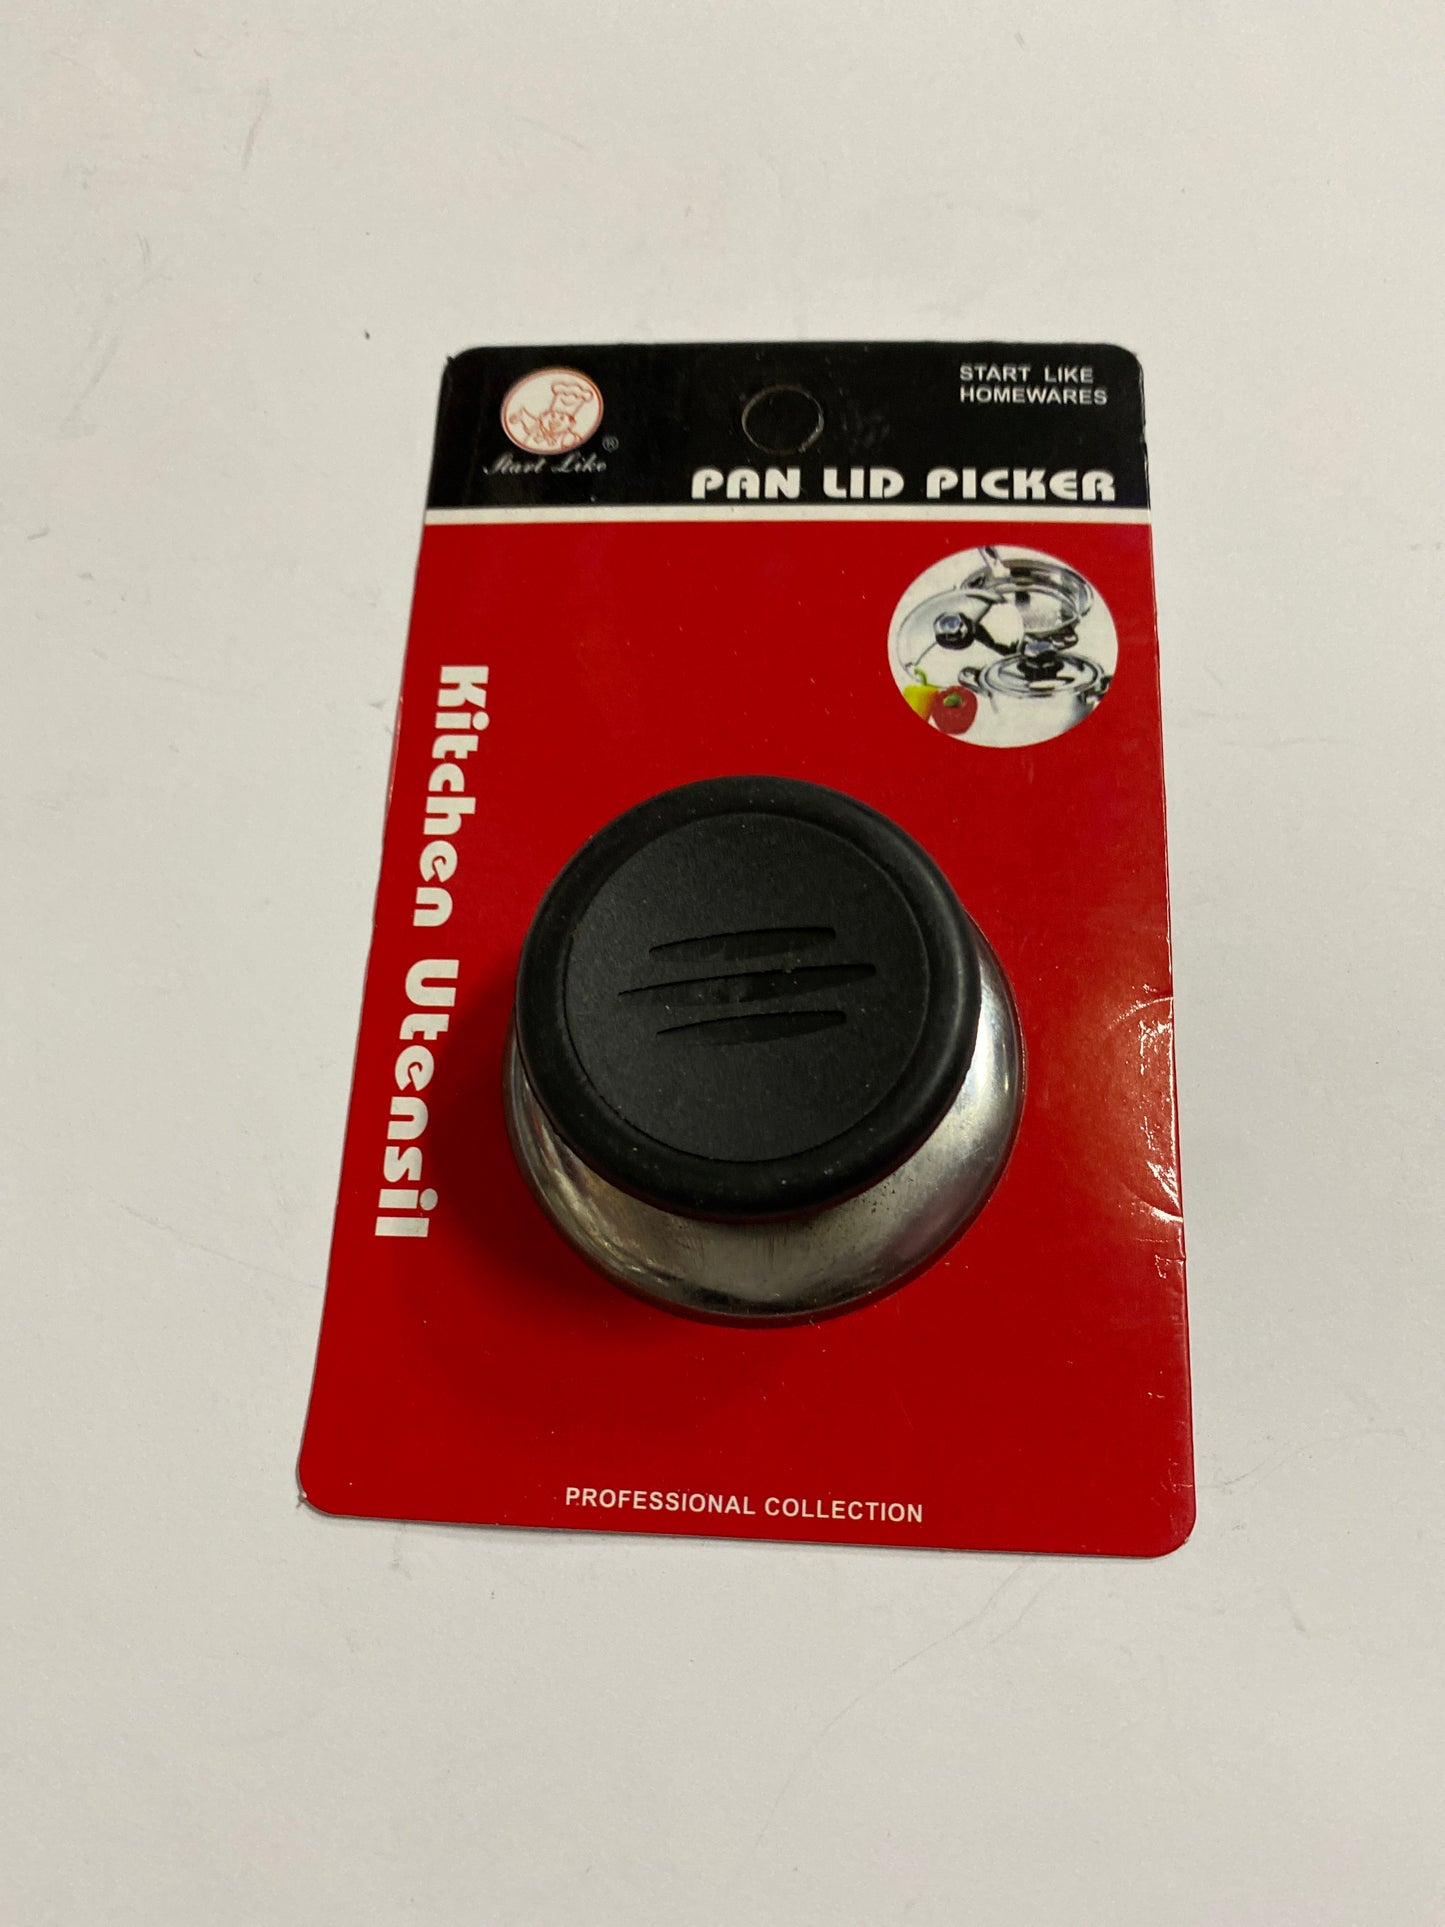 START LIKE
HOMEWARES
Start Like ®
PAN LID PICKER
Kitchen Utensil
PROFESSIONAL COLLECTION